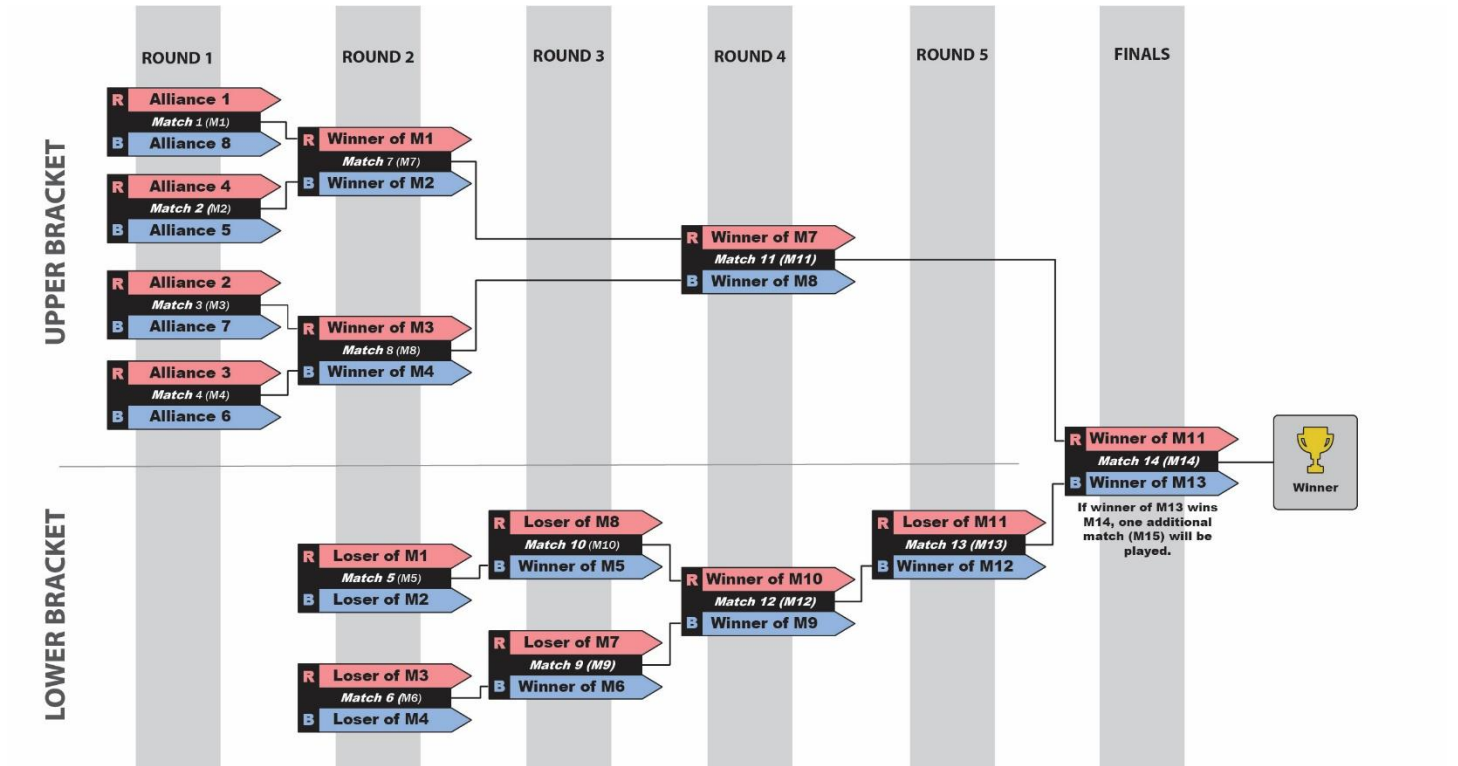 ROUND 1
ROUND 2
ROUND 3
ROUND 4
ROUND 5
FINALS
UPPER BRACKET
R Alliance 1
Match 1 (M1)
B Alliance 8
R Alliance 4
Match 2 (M2)
B Alliance 5
R Alliance 2
Match 3 (M3)
B Alliance 7
R Alliance 3
Match 4 (M4)
B Alliance 6
R Winner of M1
Match 7 (M7)
B Winner of M2
R Winner of M3
Match 8 (M8)
B Winner of M4
R Winner of M7
Match 11 (M11)
B Winner of M8
R Winner of M11
Match 14 (M14)
B Winner of M13
If winner of M13 wins
M14, one additional
match (M15) will be
played.
Winner
LOWER BRACKET
R Loser of M1
Match 5 (M5)
B Loser of M2
R Loser of M3
Match 6 (M6)
B Loser of M4
R Loser of M8
Match 10 (M10)
B Winner of M5
R Loser of M7
Match 9 (M9)
B Winner of M6
R Winner of M10
Match 12 (M12)
B Winner of M9
R Loser of M11
Match 13 (M13)
B Winner of M12